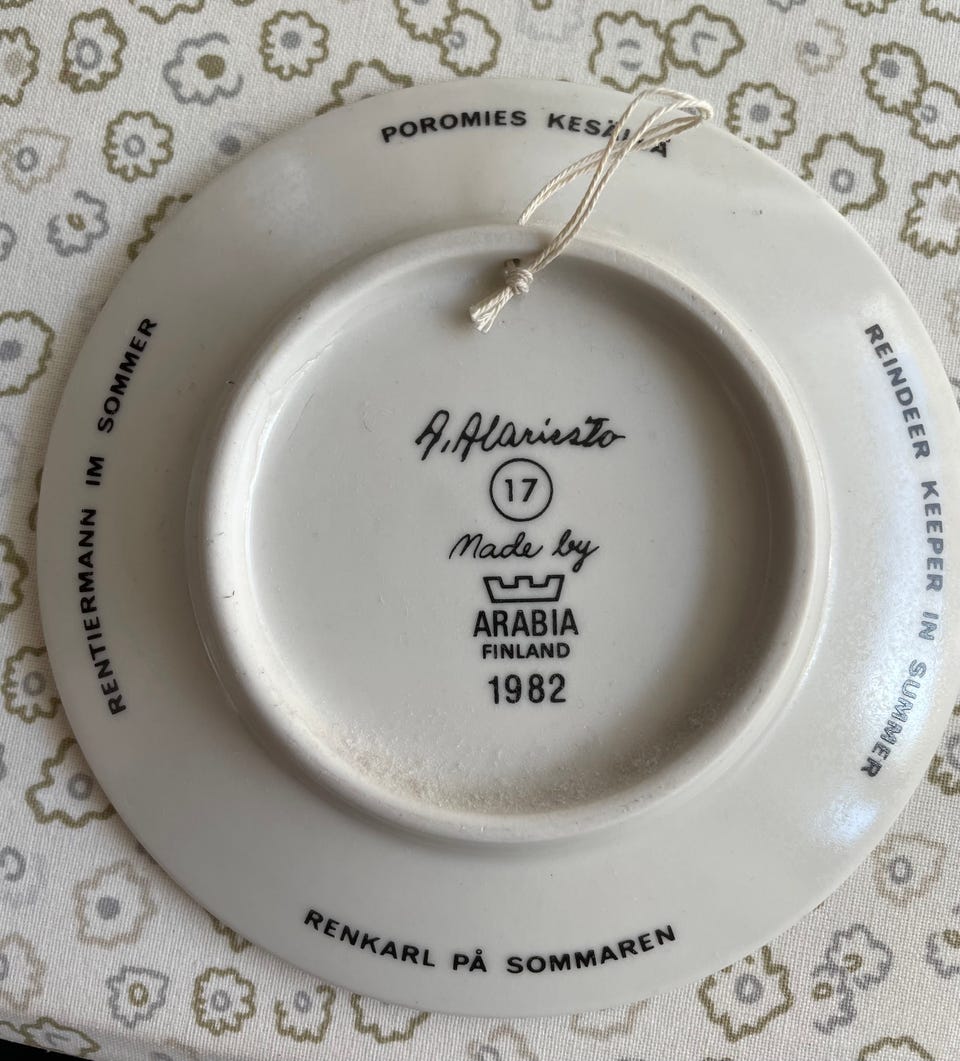 POROMIES
REINDEER KEEPER IN SUMMER
RENKARL PÅ SOMMAREN
RENTIERMANN IM SOMMER
A. Alariesto
17
Made by
ARABIA
FINLAND
1982